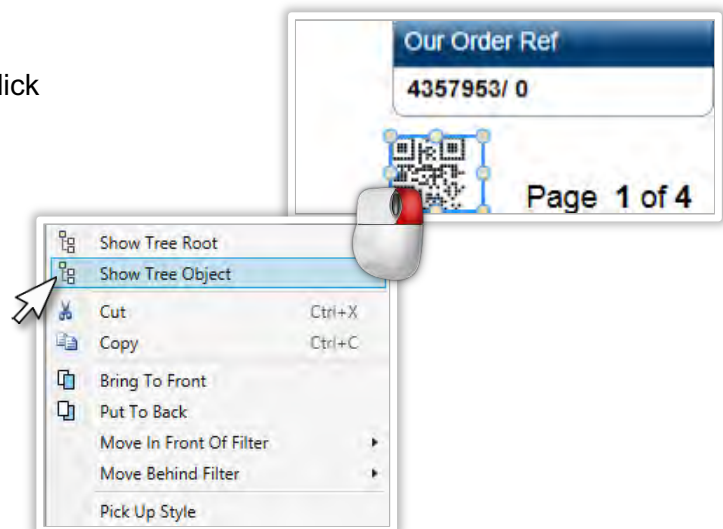 lick
Our Order Ref
4357953/ 0
Page 1 of 4
Show Tree Root
Show Tree Object
Cut Ctrl+X
Copy Ctrl+C
Bring To Front
Put To Back
Move In Front Of Filter
Move Behind Filter
Pick Up Style